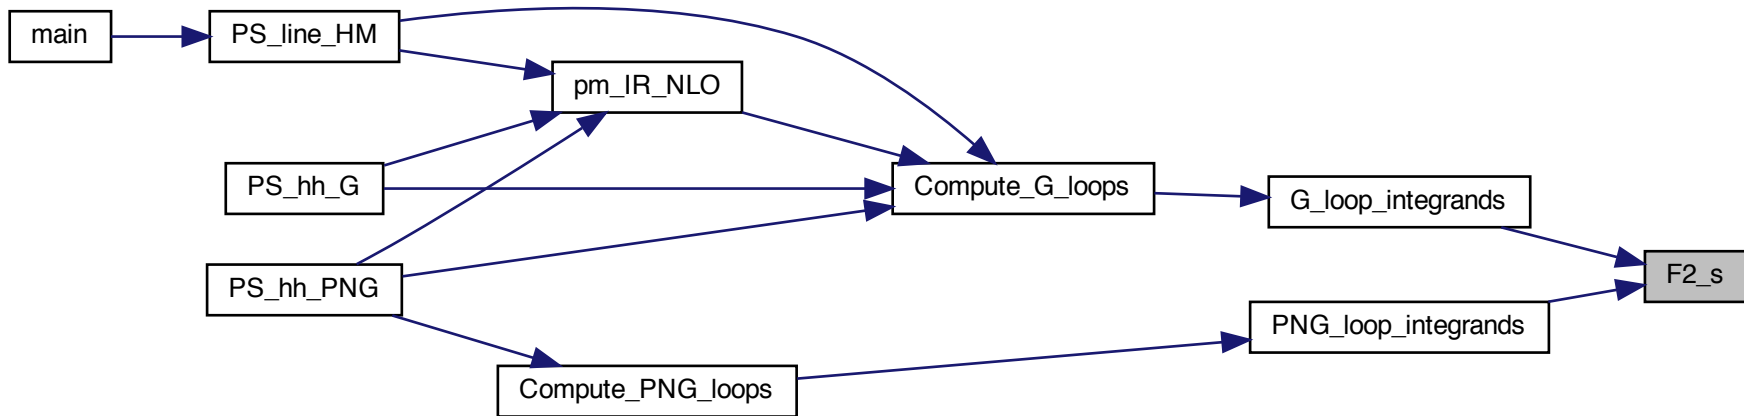 main
PS_line_HM
pm_IR_NLO
PS_hh_G
Compute_G_loops
G_loop_integrands
F2_s
PS_hh_PNG
PNG_loop_integrands
Compute_PNG_loops